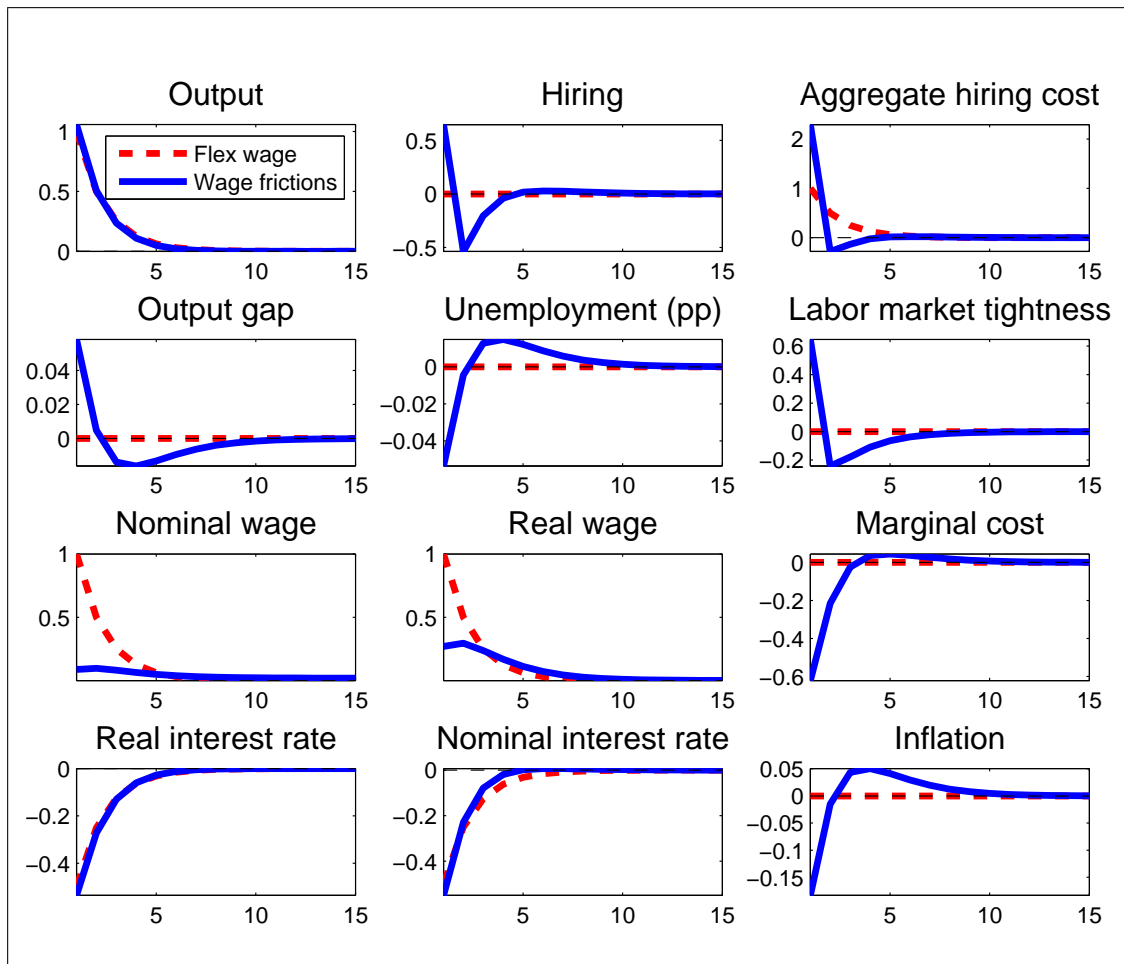 Output
1
0.5
0
5 10 15
Flex wage
Wage frictions
Hiring
0.5
0
−0.5
5 10 15
Aggregate hiring cost
2
1
0
5 10 15
Output gap
0.04
0.02
0
5 10 15
Unemployment (pp)
0
−0.02
−0.04
5 10 15
Labor market tightness
0.6
0.4
0.2
0
−0.2
5 10 15
Nominal wage
1
0.5
5 10 15
Real wage
1
0.5
5 10 15
Marginal cost
0
−0.2
−0.4
−0.6
5 10 15
Real interest rate
0
−0.2
−0.4
5 10 15
Nominal interest rate
0
−0.2
−0.4
5 10 15
Inflation
0.05
0
−0.05
−0.1
−0.15
5 10 15